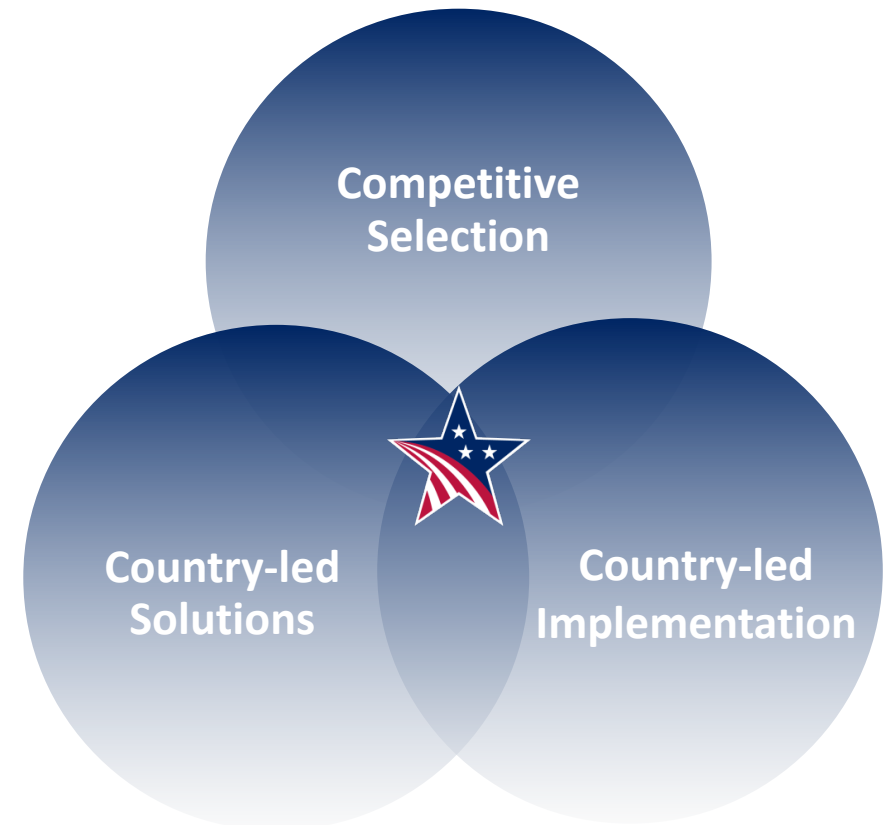 Competitive
Selection
Country-led
Solutions
Country-led
Implementation